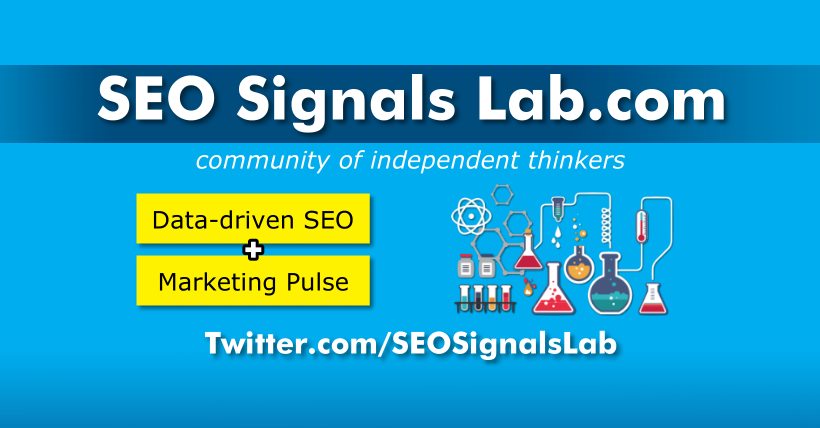 SEO Signals Lab.com
community of independent thinkers
Data-driven SEO
+
Marketing Pulse
Twitter.com/SEOSignalsLab